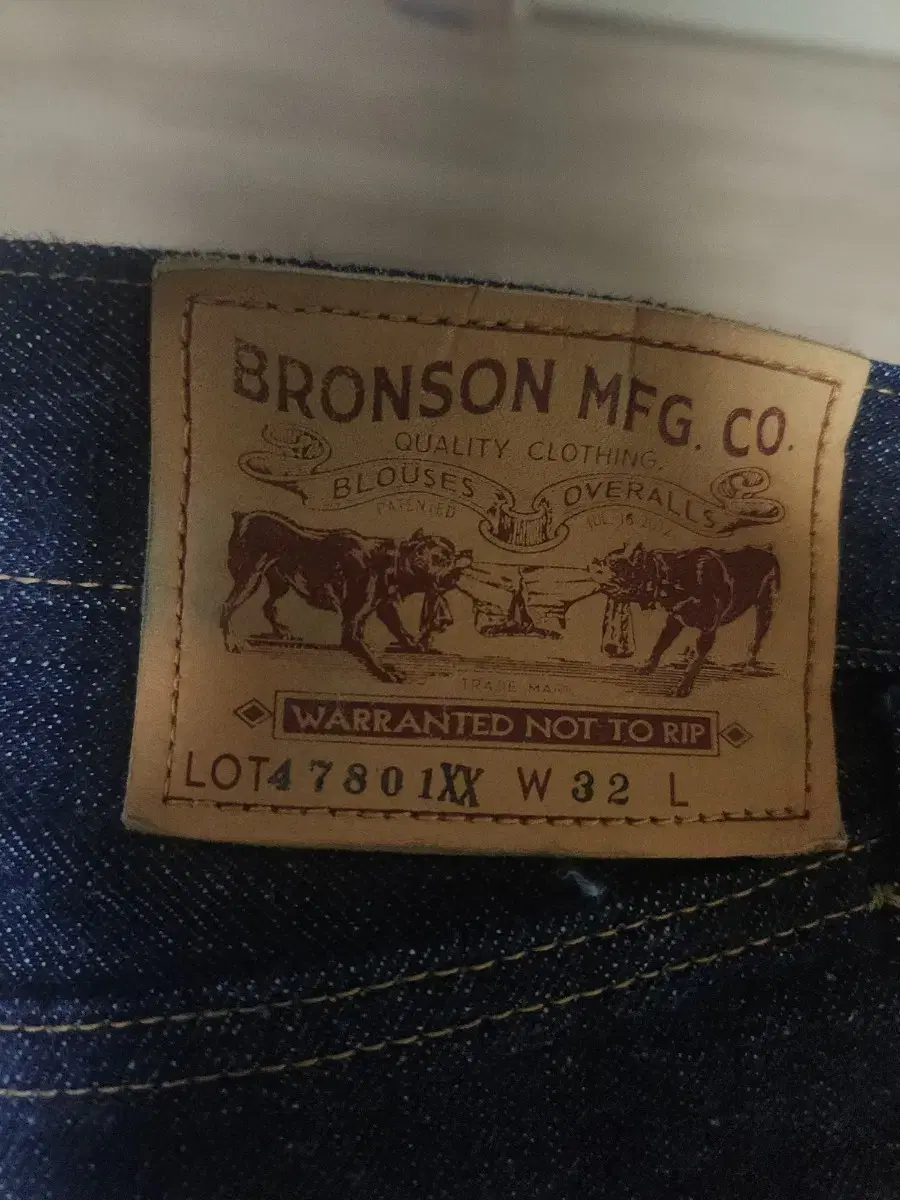 BRONSON MFG. CO.
QUALITY CLOTHING,
BLOUSES OVERALLS
PATENTED
TRADE MARK
WARRANTED NOT TO RIP
LOT 47801XX W 32 L